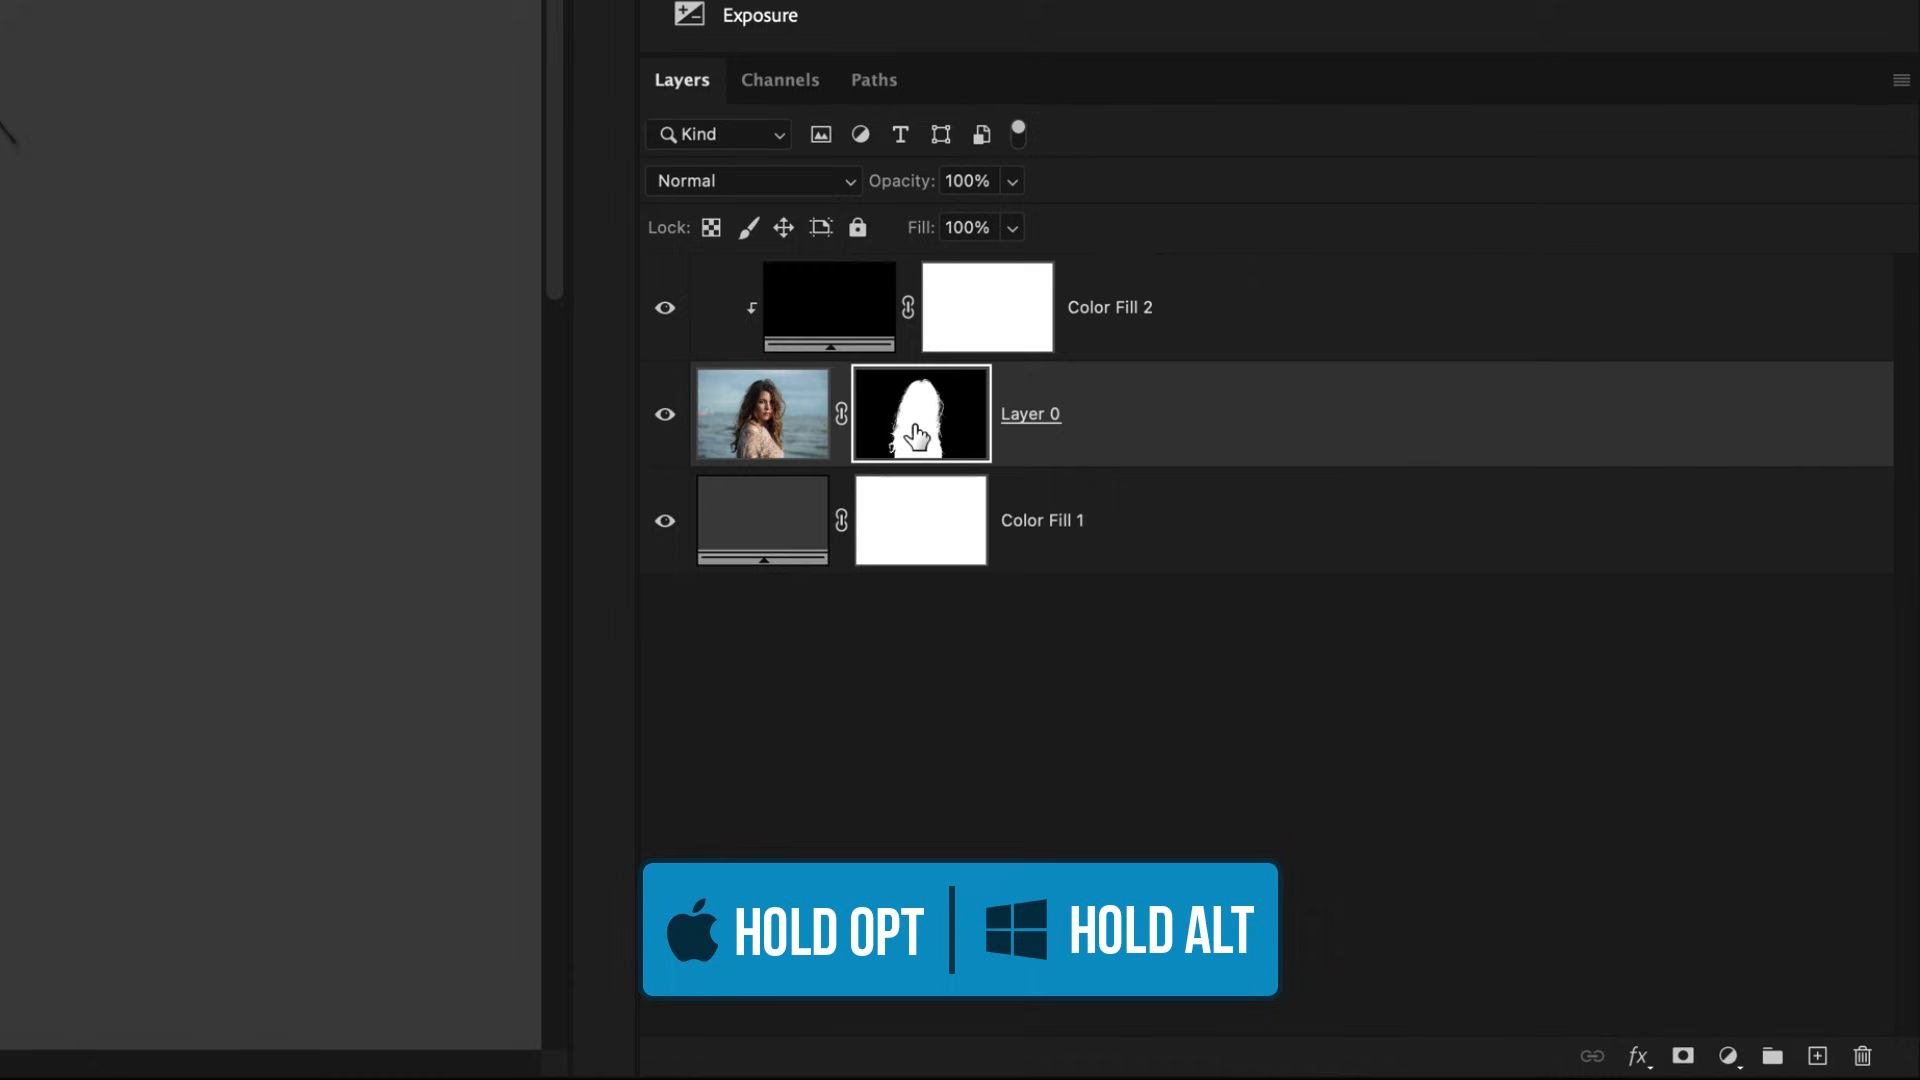 Exposure
Layers Channels Paths
Kind
Normal Opacity: 100%
Lock: Fill: 100%
Color Fill 2
Layer 0
Color Fill 1
HOLD OPT HOLD ALT
fx